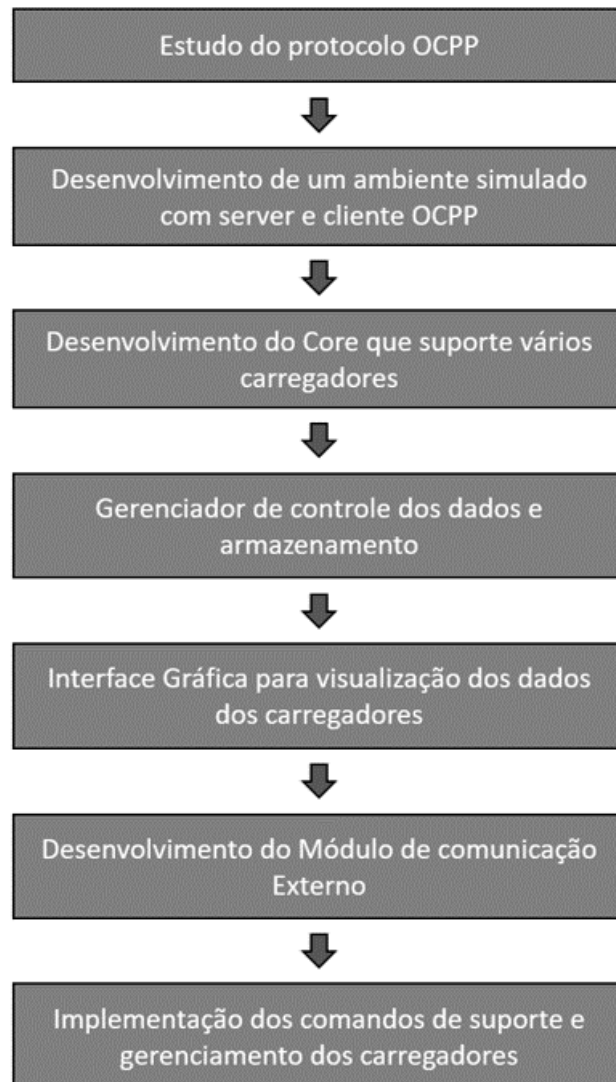 Estudo do protocolo OCPP
Desenvolvimento de um ambiente simulado
com server e cliente OCPP
Desenvolvimento do Core que suporte vários
carregadores
Gerenciador de controle dos dados e
armazenamento
Interface Gráfica para visualização dos dados
dos carregadores
Desenvolvimento do Módulo de comunicação
Externo
Implementação dos comandos de suporte e
gerenciamento dos carregadores